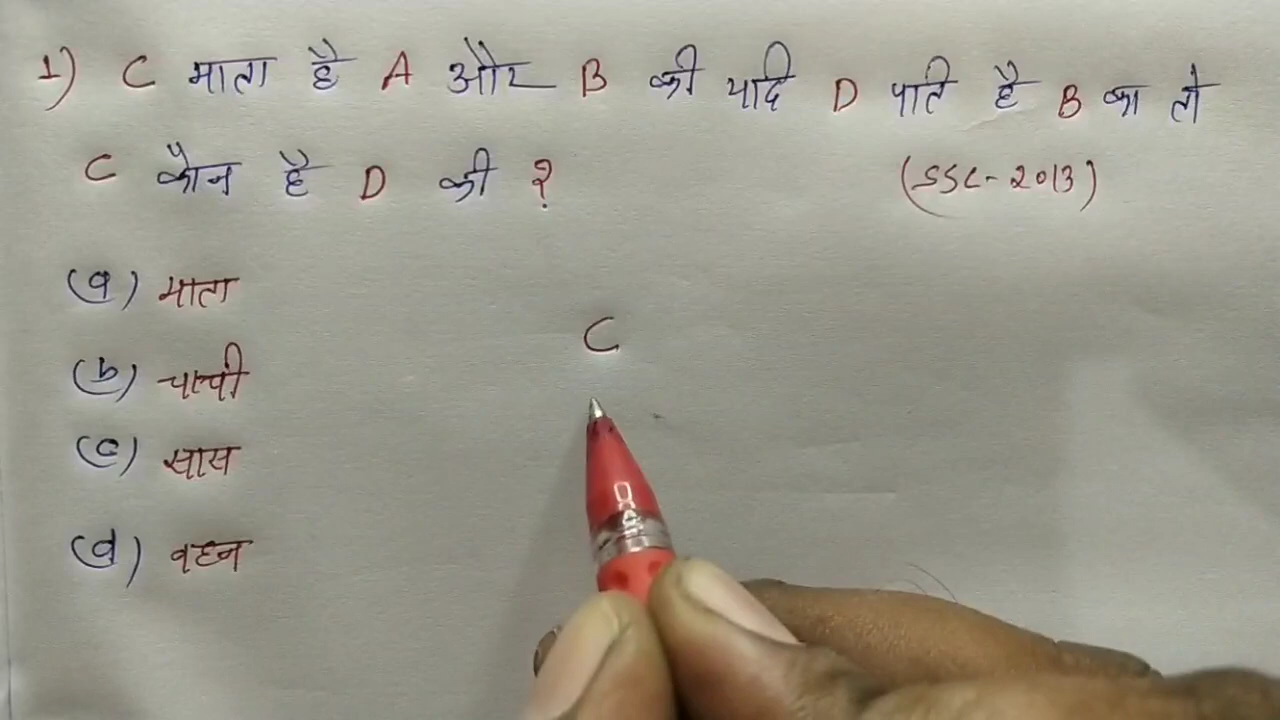 1) C माता है A और B की यदि D पति है B का तो
C कौन है D की ?
(SSC-2013)
(a) माता
(b) चाची
(c) सास
(d) बहन
C